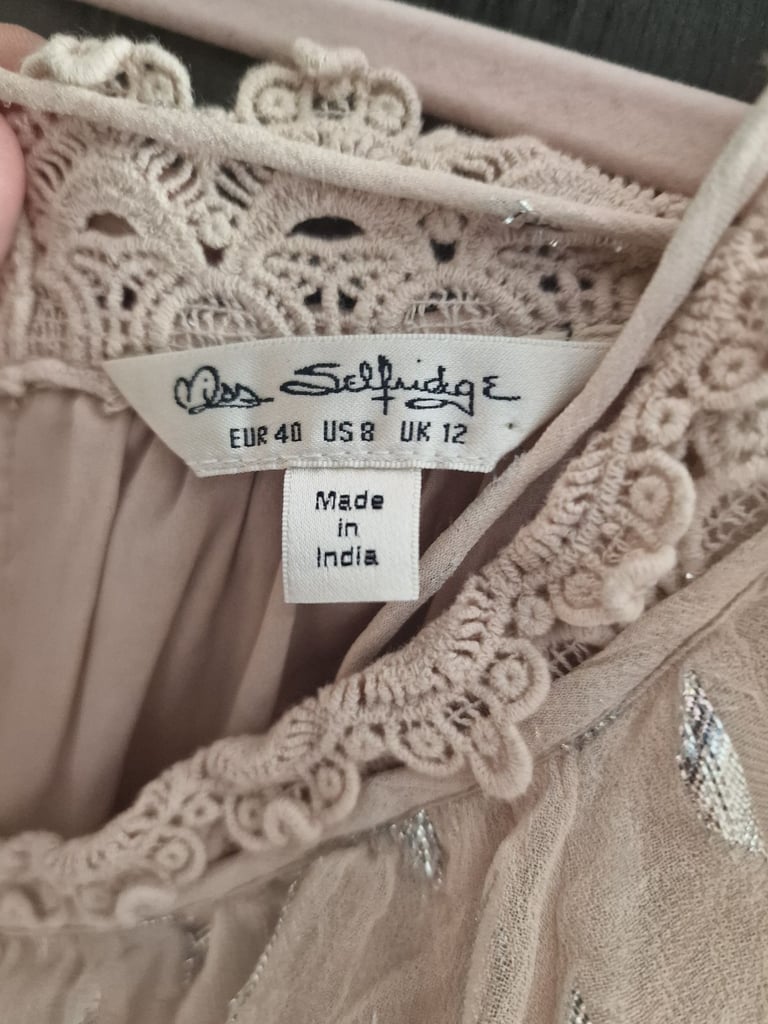 Miss Selfridge
EUR 40 US 8 UK 12
Made
in
India